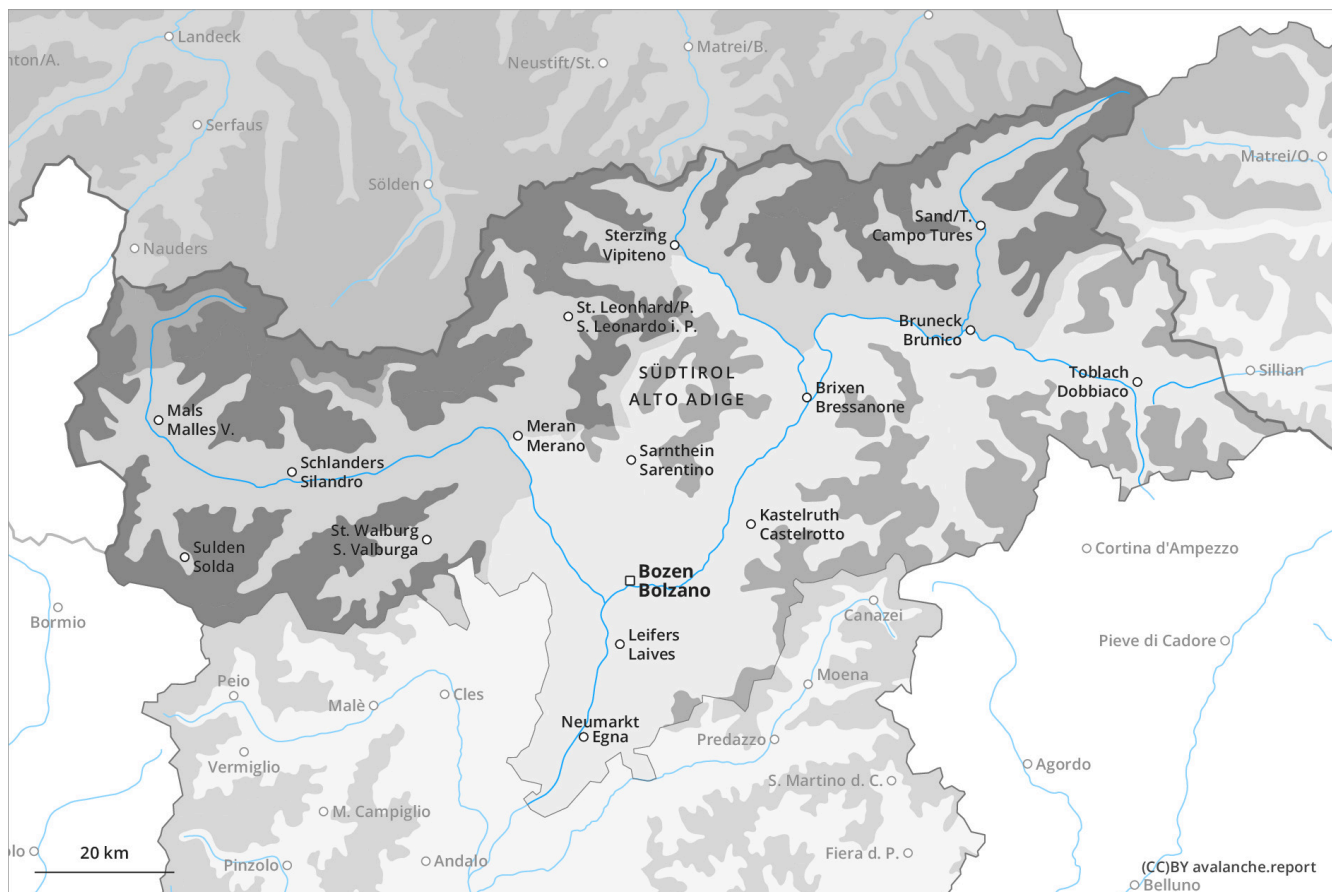 Landeck
nton/A.
Matrei/B.
Neustift/St.
Serfaus
Matrei/O.
Sölden
Sand/T.
Campo Tures
Sterzing
Vipiteno
Nauders
St. Leonhard/P.
S. Leonardo i. P.
Bruneck
Brunico
SÜDTIROL
ALTO ADIGE
Toblach
Dobbiaco
Sillian
Brixen
Bressanone
Mals
Malles V.
Meran
Merano
Sarnthein
Sarentino
Schlanders
Silandro
Kastelruth
Castelrotto
St. Walburg
S. Valburga
Sulden
Solda
Cortina d'Ampezzo
Bozen
Bolzano
Bormio
Canazei
Leifers
Laives
Pieve di Cadore
Peio
Moena
Malè
Cles
Neumarkt
Egna
Predazzo
Vermiglio
Agordo
S. Martino d. C.
M. Campiglio
olo
20 km
Pinzolo
Andalo
Fiera d. P.
(CC)BY avalanche.report
Belluno